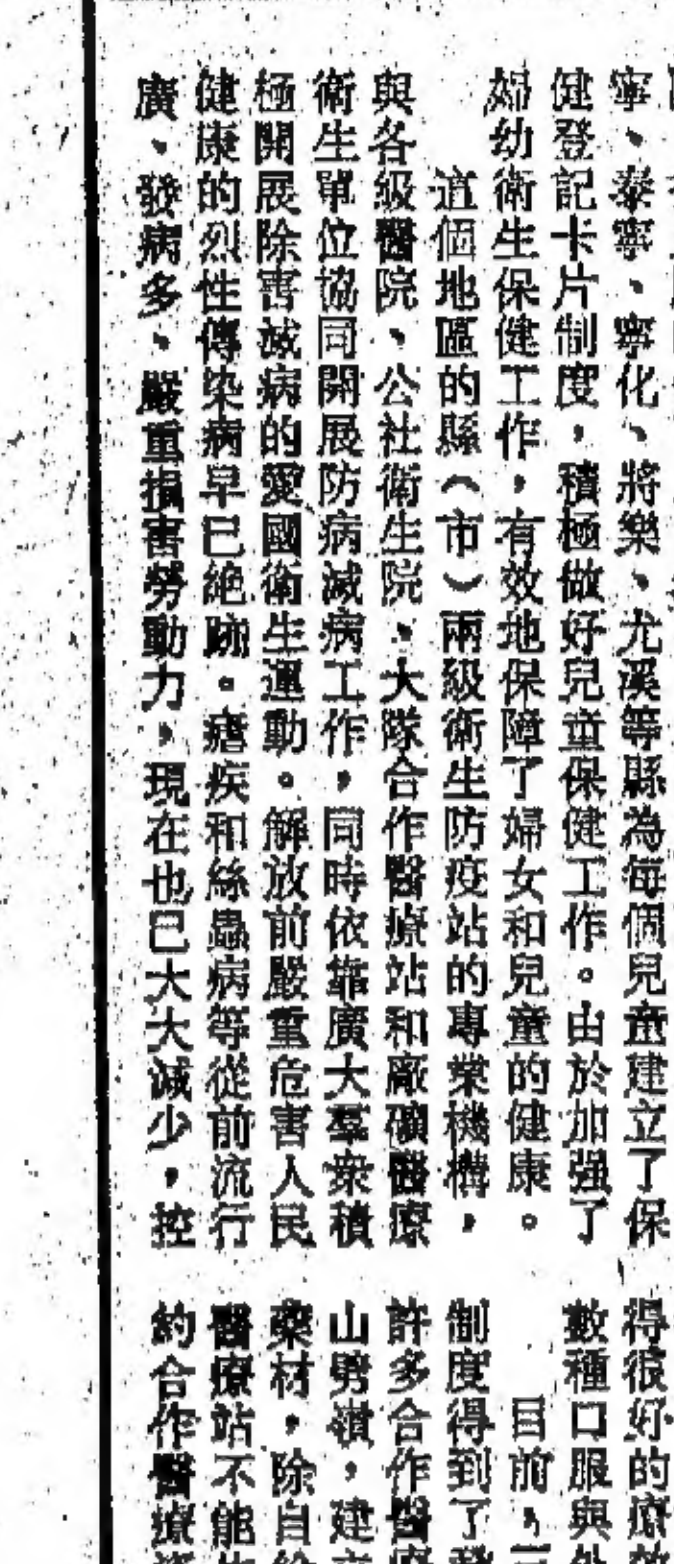 寧、泰寧、寧化、將樂、尤溪等縣為每個兒童建立了保
健登記卡片制度，積極做好兒童保健工作。由於加强了
婦幼衛生保健工作，有效地保障了婦女和兒童的健康。
這個地區的縣（市）兩級衛生防疫站的專業機構，
與各級醫院、公社衛生院、大隊合作醫療站和廠礦醫療
衛生單位協同開展防病減病工作，同時依靠廣大羣衆積
極開展除害滅病的愛國衛生運動。解放前嚴重危害人民
健康的烈性傳染病早已絕跡。瘧疾和絲蟲病等從前流行
廣、發病多、嚴重損害勞動力，現在也已大大減少，控
得很好的療
數種口服與
目前，
制度得到了
許多合作醫
山劈嶺，建
藥材，除自
醫療站不能
約合作醫療